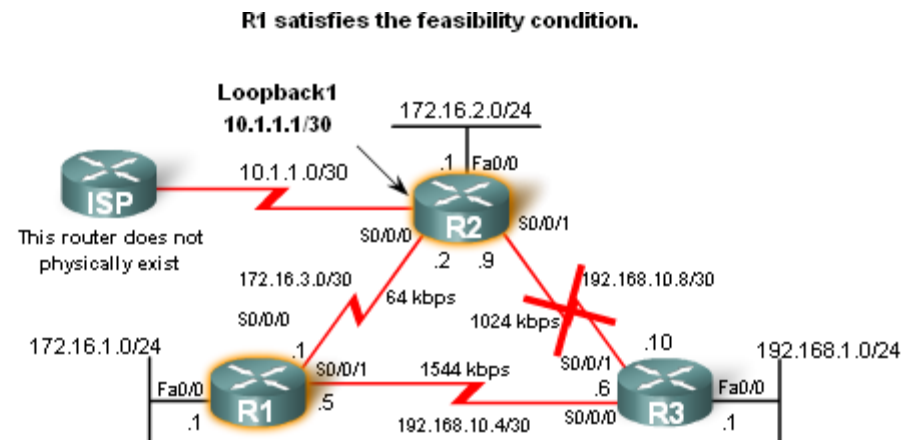 R1 satisfies the feasibility condition.
Loopback1
10.1.1.1/30
172.16.2.0/24
.1
Fa0/0
10.1.1.0/30
ISP
This router does not
physically exist
R2
S0/0/0
S0/0/1
.2
.9
172.16.3.0/30
64 kbps
192.168.10.8/30
1024 kbps
S0/0/0
172.16.1.0/24
.1
S0/0/1
1544 kbps
S0/0/1
.10
192.168.1.0/24
Fa0/0
.1
R1
.5
192.168.10.4/30
.6
S0/0/0
R3
Fa0/0
.1